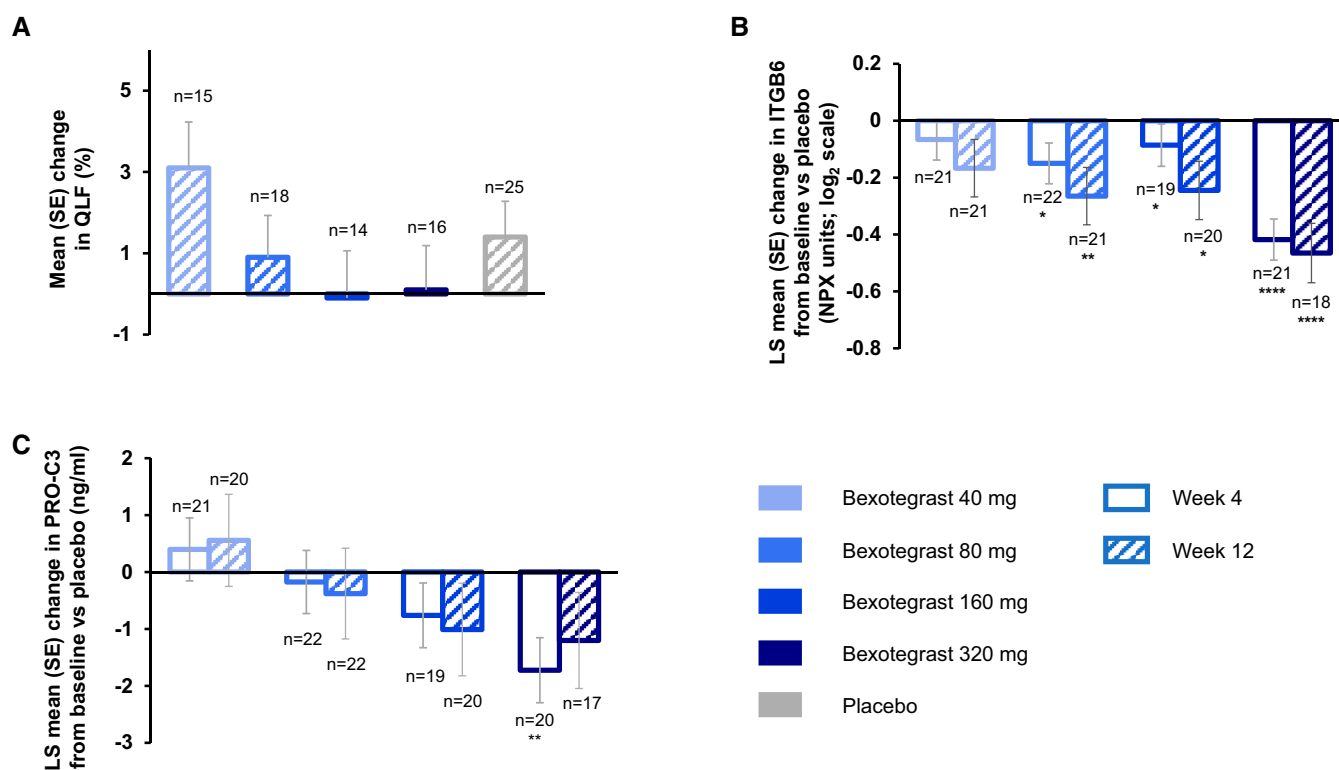 A
Mean (SE) change
in QLF (%)
5
3
1
-1
n=15
n=18
n=14
n=16
n=25
B
LS mean (SE) change in ITGB6
from baseline vs placebo
(NPX units; log2 scale)
0.2
0
-0.2
-0.4
-0.6
-0.8
n=21
n=21
n=22
*
n=21
**
n=19
*
n=20
*
n=21
****
n=18
****
C
LS mean (SE) change in PRO-C3
from baseline vs placebo (ng/ml)
2
1
0
-1
-2
-3
n=21
n=20
n=22
n=22
n=19
n=20
n=20
**
n=17
Bexotegrast 40 mg
Bexotegrast 80 mg
Bexotegrast 160 mg
Bexotegrast 320 mg
Placebo
Week 4
Week 12